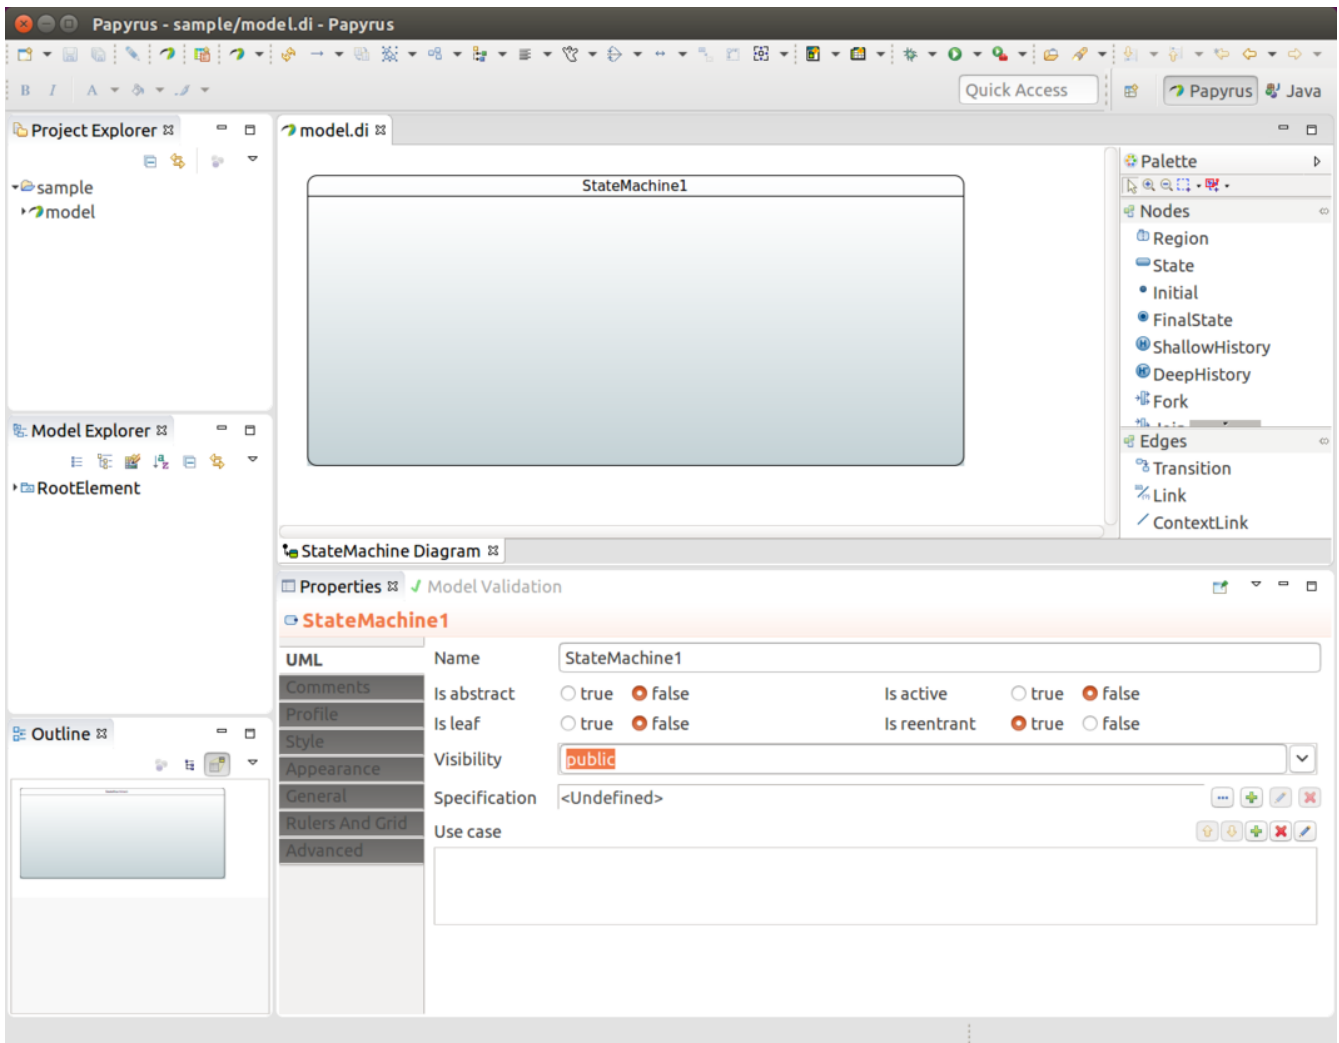 Papyrus - sample/model.di - Papyrus
B I A
Quick Access
Papyrus
Java
Project Explorer
sample
model
Model Explorer
RootElement
Outline
StateMachine1
model.di
StateMachine1
StateMachine Diagram
Palette
Nodes
Region
State
Initial
FinalState
ShallowHistory
DeepHistory
Fork
Edges
Transition
Link
ContextLink
Properties
Model Validation
StateMachine1
UML
Comments
Profile
Style
Appearance
General
Rulers And Grid
Advanced
Name StateMachine1
Is abstract true false Is active true false
Is leaf true false Is reentrant true false
Visibility public
Specification <Undefined>
Use case